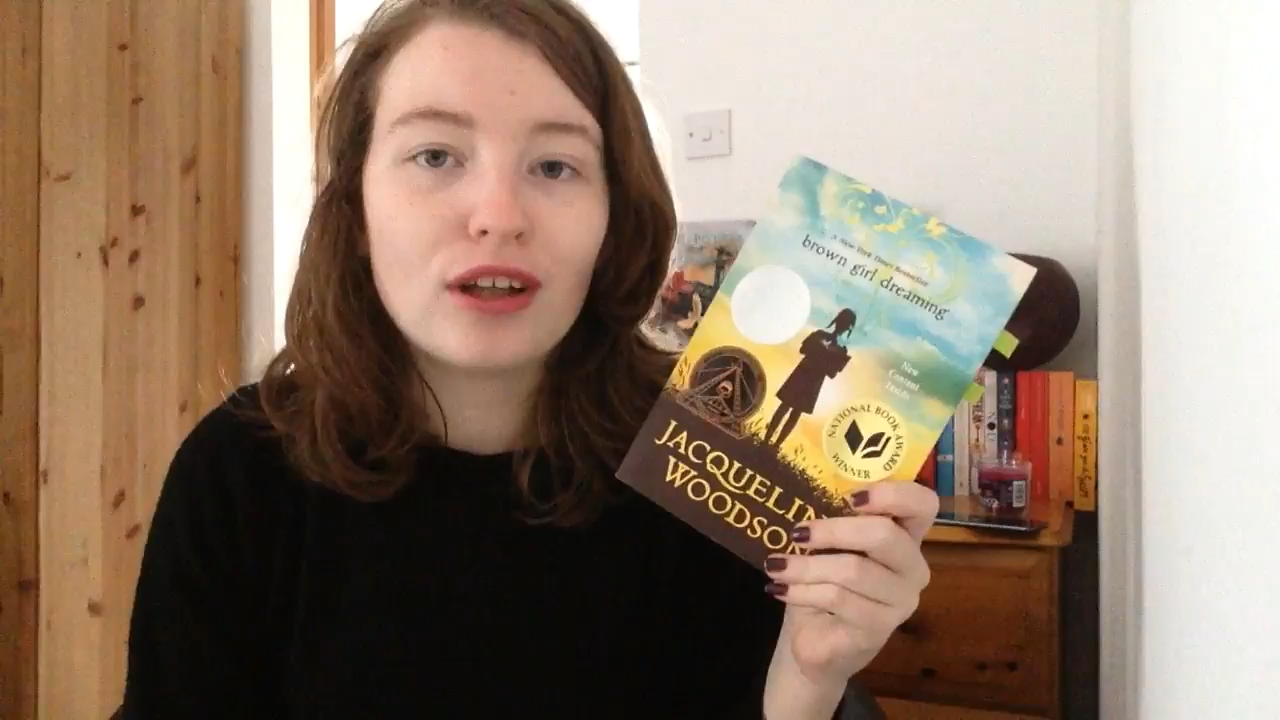 A New York Times Bestseller
brown girl dreaming
New
Content
Inside
NATIONAL BOOK AWARD
WINNER
JACQUELIN
WOODSON